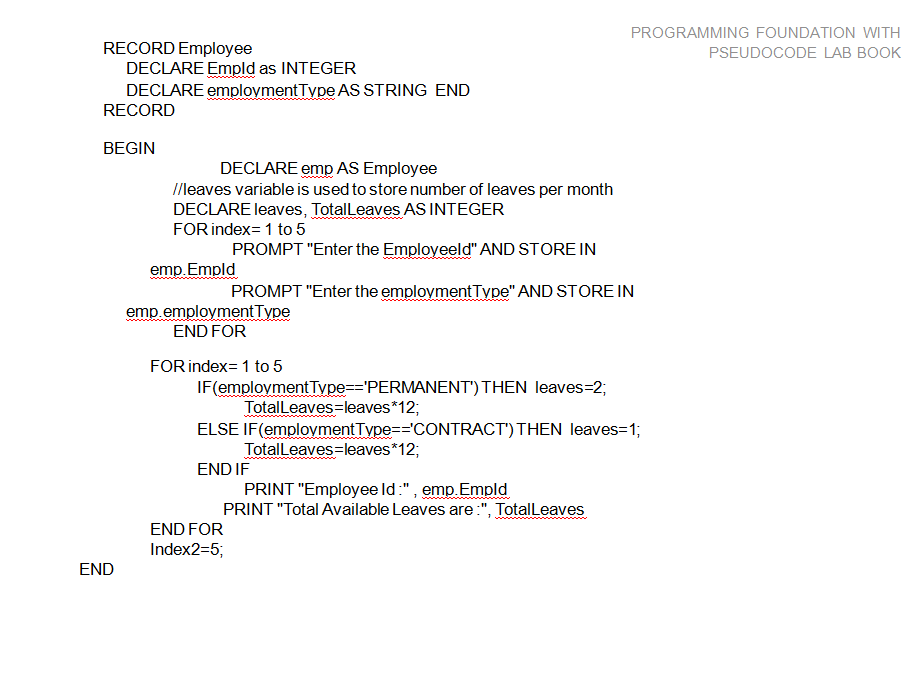 PROGRAMMING FOUNDATION WITH
PSEUDOCODE LAB BOOK
RECORD Employee
DECLARE EmpId as INTEGER
DECLARE employmentType AS STRING END
RECORD
BEGIN
DECLARE emp AS Employee
//leaves variable is used to store number of leaves per month
DECLARE leaves, TotalLeaves AS INTEGER
FOR index= 1 to 5
PROMPT "Enter the EmployeeId" AND STORE IN
emp.EmpId
PROMPT "Enter the employmentType" AND STORE IN
emp.employmentType
END FOR
FOR index= 1 to 5
IF(employmentType=='PERMANENT') THEN leaves=2;
TotalLeaves=leaves*12;
ELSE IF(employmentType=='CONTRACT') THEN leaves=1;
TotalLeaves=leaves*12;
END IF
PRINT "Employee Id :" , emp.EmpId
PRINT "Total Available Leaves are :", TotalLeaves
END FOR
Index2=5;
END